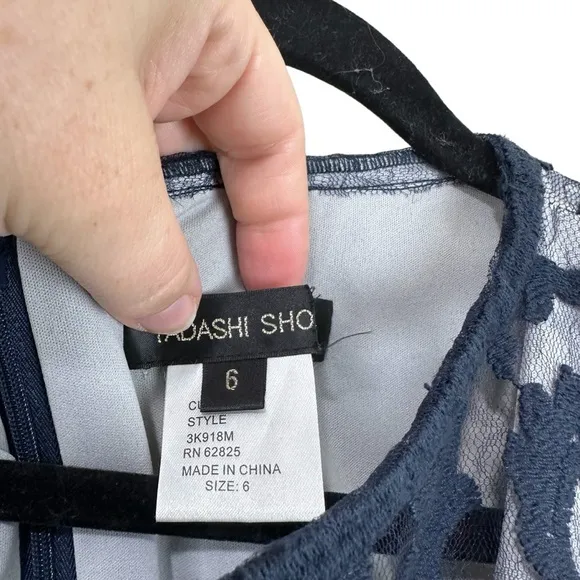 TADASHI SHO
6
STYLE
3K918M
RN 62825
MADE IN CHINA
SIZE: 6